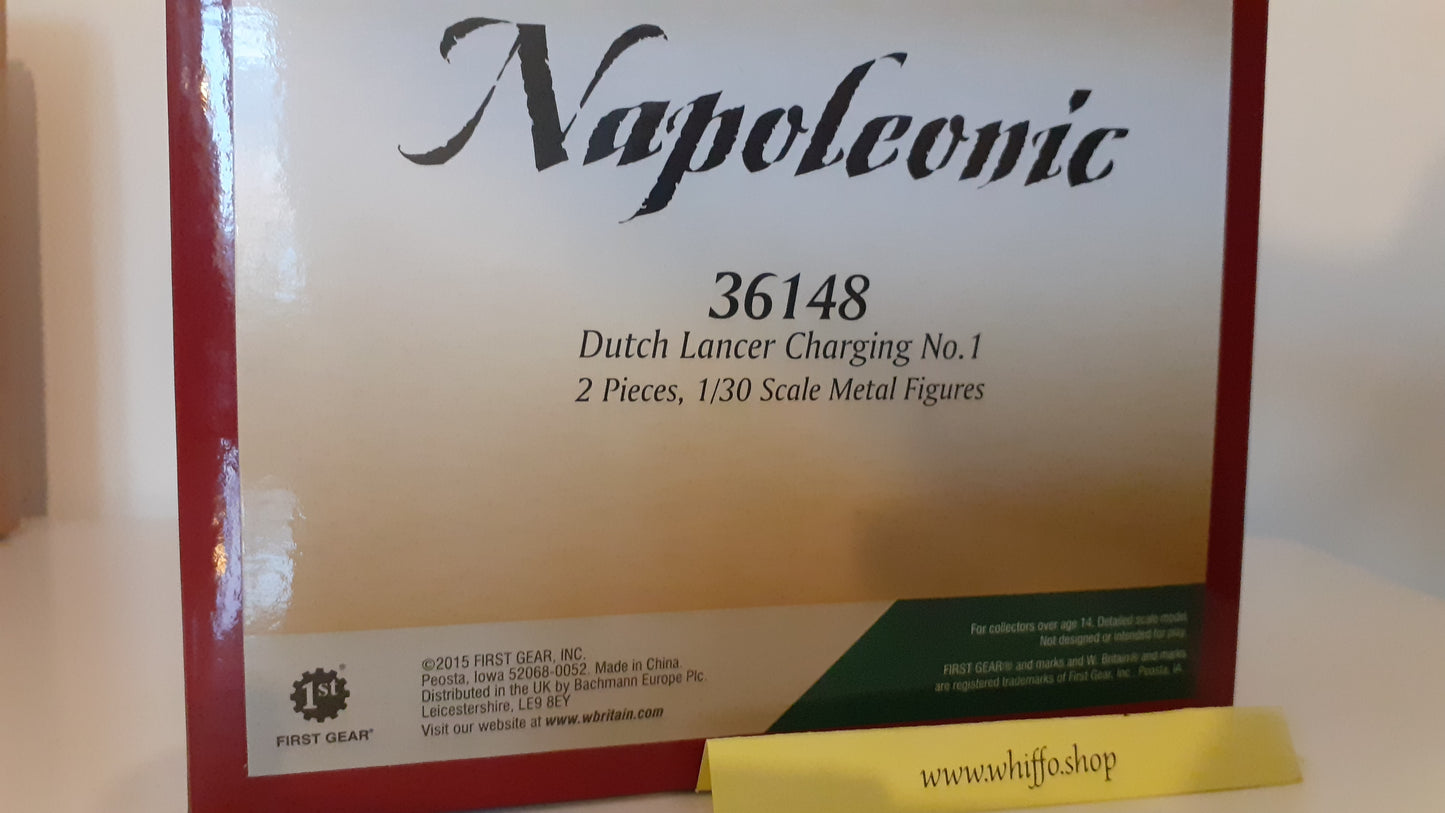 Napoleonic
36148
Dutch Lancer Charging No.1
2 Pieces, 1/30 Scale Metal Figures
For collectors over age 14. Detailed scale model.
Not designed or intended for play.
FIRST GEAR® and marks and W. Britain® and marks
are registered trademarks of First Gear, Inc., Peosta, IA.
©2015 FIRST GEAR, INC.
Peosta, Iowa 52068-0052. Made in China.
Distributed in the UK by Bachmann Europe Plc.
Leicestershire, LE9 8EY
Visit our website at www.wbritain.com
1st®
FIRST GEAR®
www.whiffo.shop